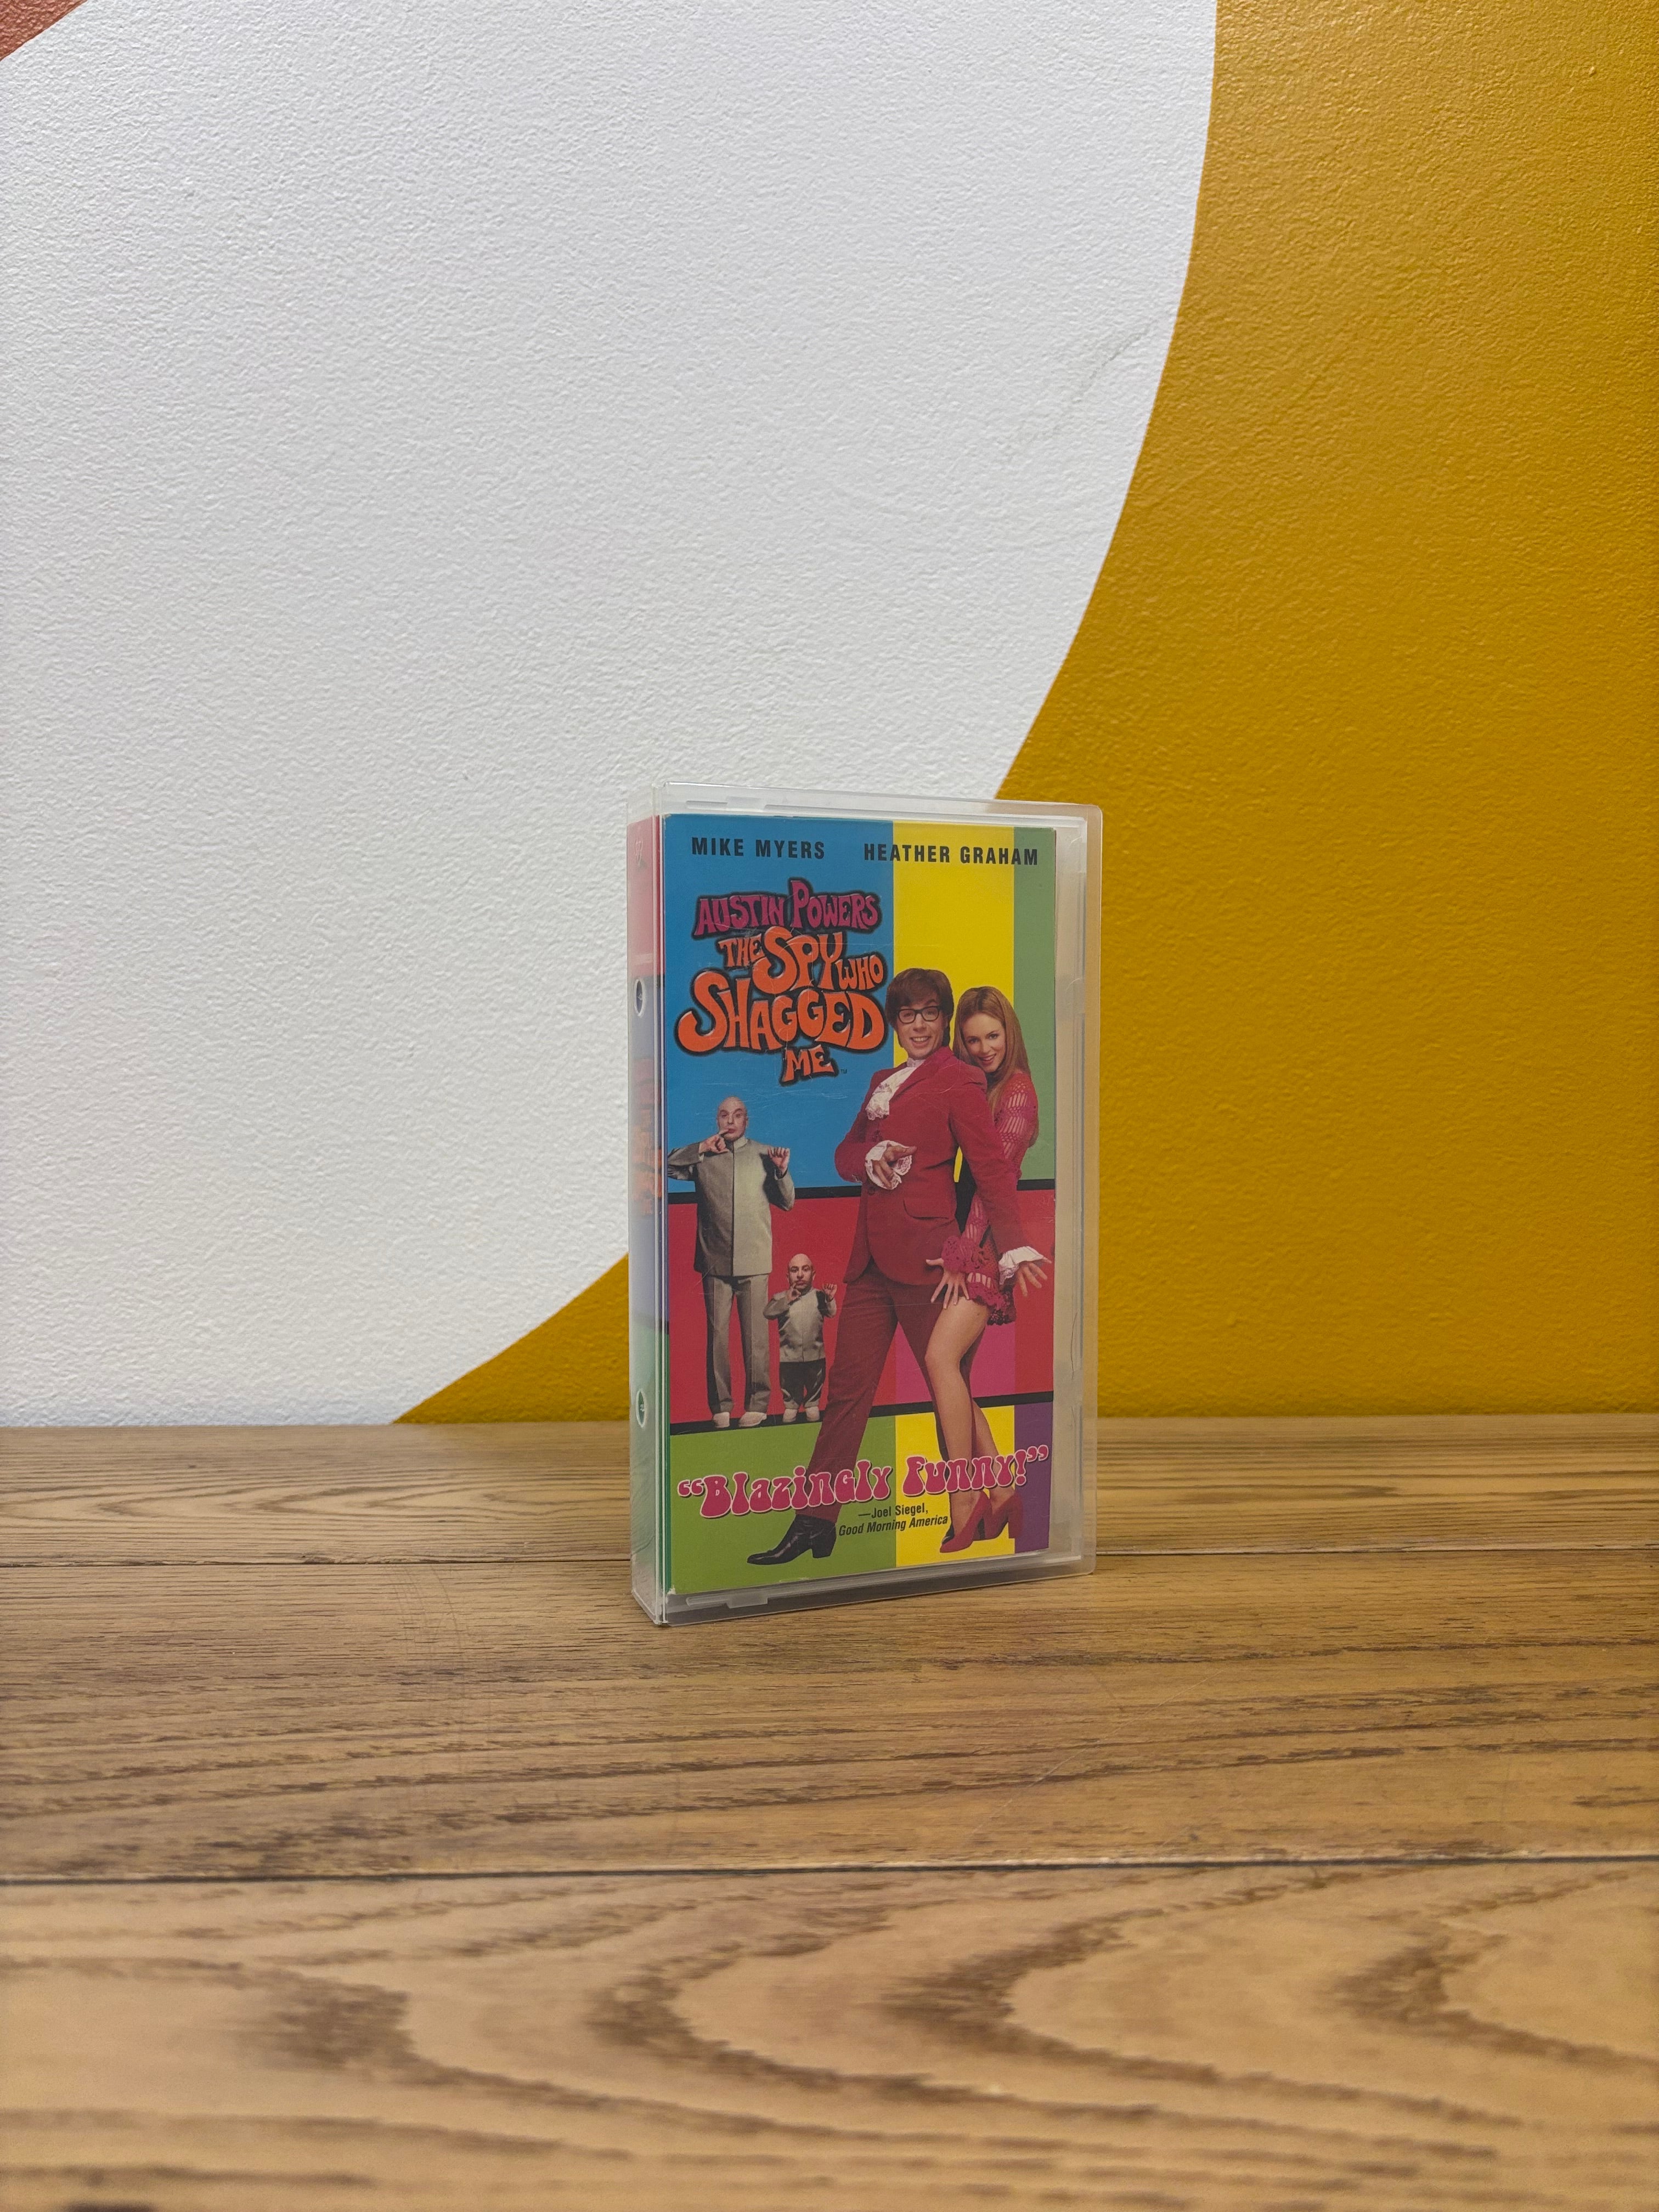 MIKE MYERS HEATHER GRAHAM
AUSTIN POWERS
THE SPY WHO
SHAGGED
ME
“Blazingly Funny!”
—Joel Siegel,
Good Morning America